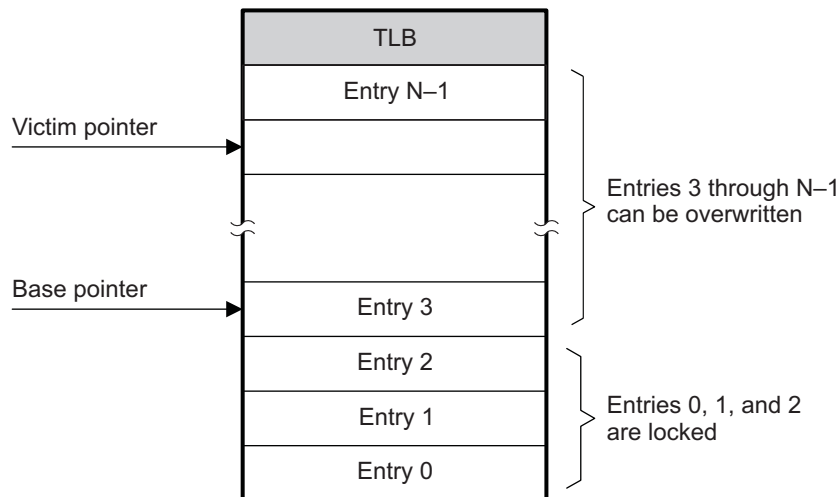 TLB
Entry N–1
Victim pointer
Entries 3 through N–1
can be overwritten
Base pointer
Entry 3
Entry 2
Entries 0, 1, and 2
are locked
Entry 1
Entry 0